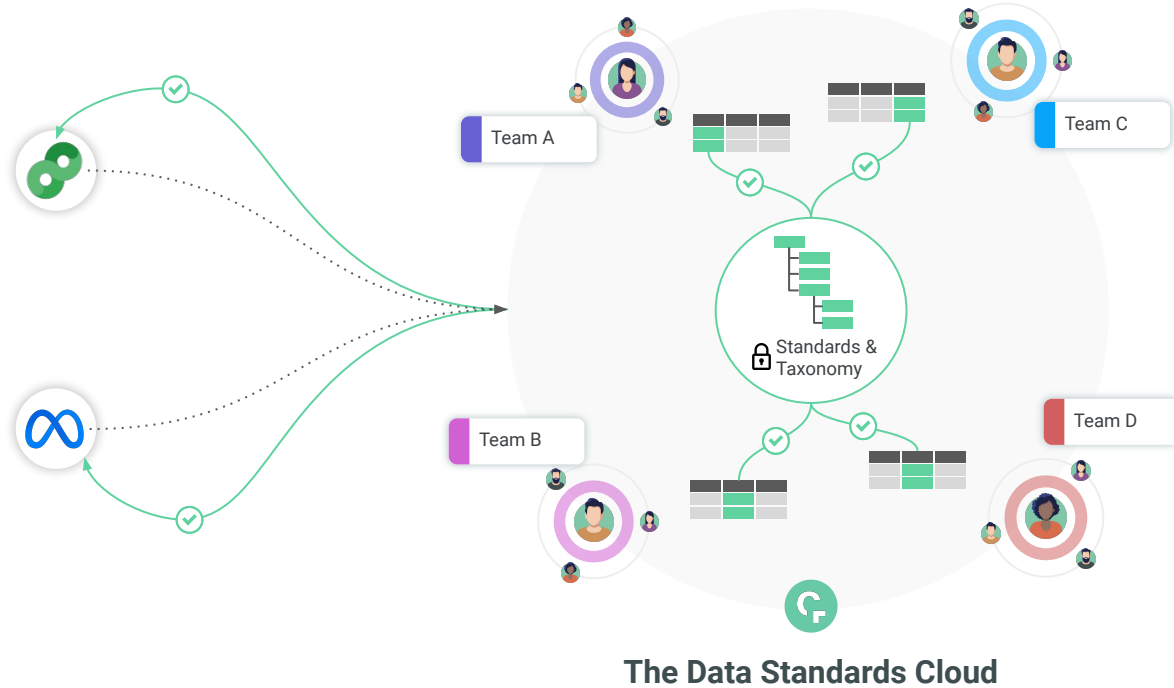 Team A
Team C
Standards &
Taxonomy
Team B
Team D
The Data Standards Cloud